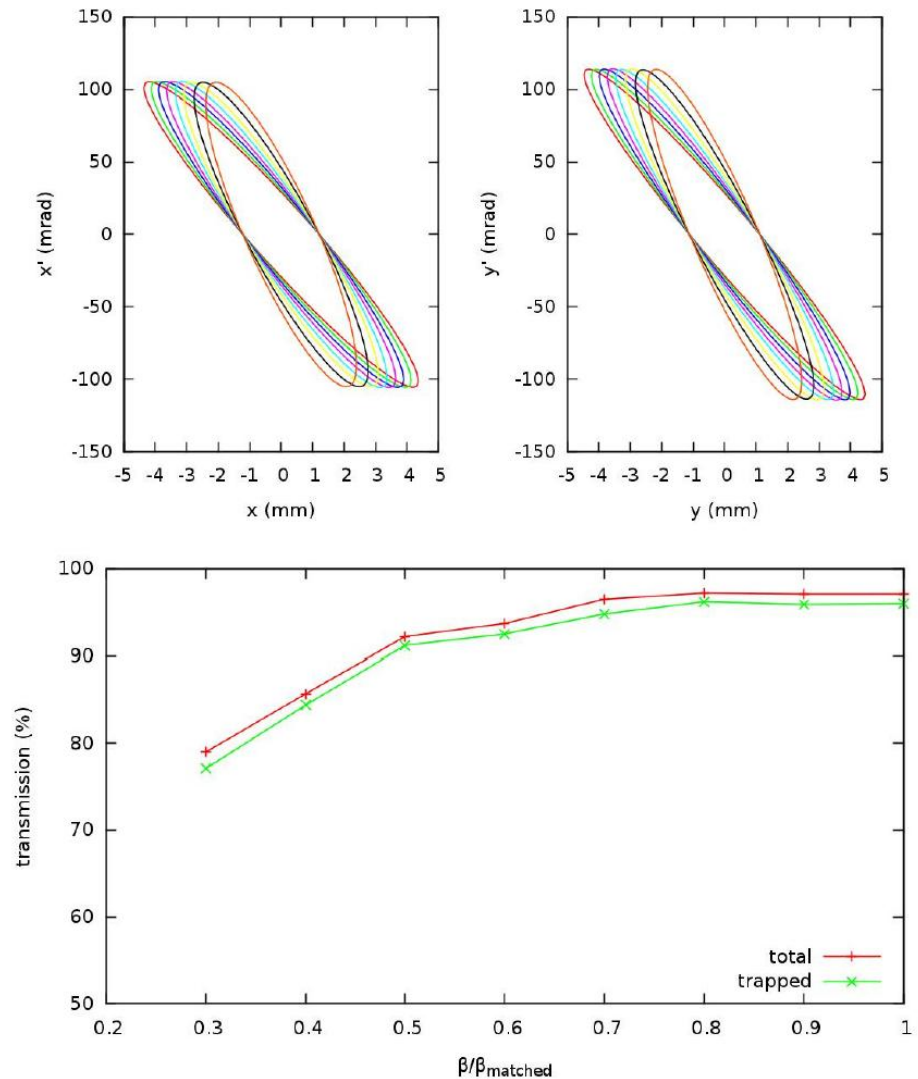 150
100
50
0
-50
-100
-150
x' (mrad)
-5 -4 -3 -2 -1 0 1 2 3 4 5
x (mm)
150
100
50
0
-50
-100
-150
y' (mrad)
-5 -4 -3 -2 -1 0 1 2 3 4 5
y (mm)
100
90
80
70
60
50
transmission (%)
total
trapped
0.2 0.3 0.4 0.5 0.6 0.7 0.8 0.9 1
β/βmatched